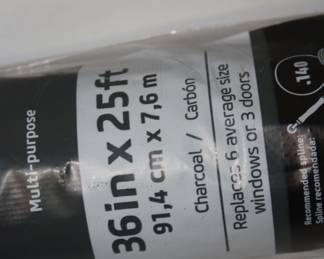 Multi-purpose
36in x 25ft
91,4 cm x 7,6 m
Charcoal / Carbón
Replaces 6 average size
windows or 3 doors
.140
Recommended spline:
Spline recomendada: